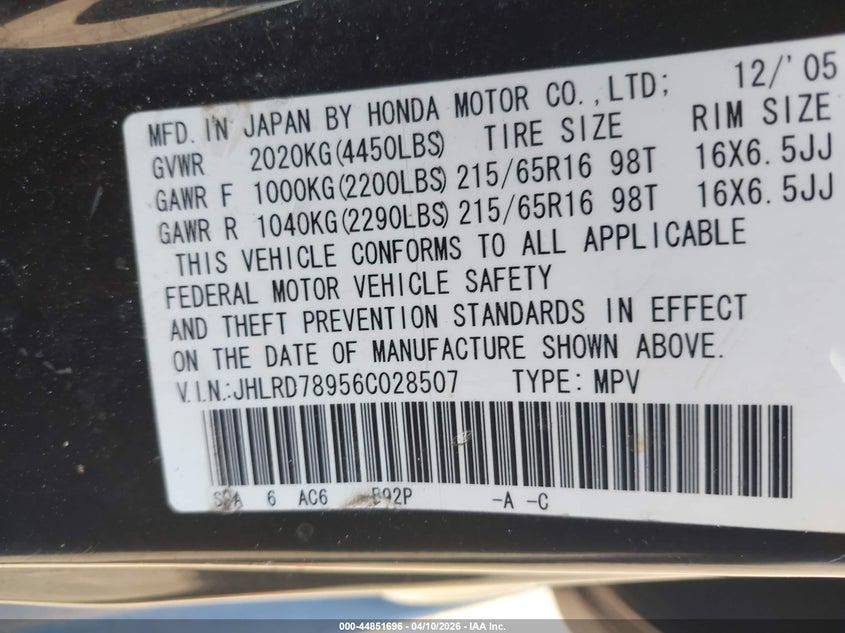 MFD. IN JAPAN BY HONDA MOTOR CO., LTD; 12/'05
GVWR 2020KG(4450LBS) TIRE SIZE RIM SIZE
GAWR F 1000KG(2200LBS) 215/65R16 98T 16X6.5JJ
GAWR R 1040KG(2290LBS) 215/65R16 98T 16X6.5JJ
THIS VEHICLE CONFORMS TO ALL APPLICABLE
FEDERAL MOTOR VEHICLE SAFETY
AND THEFT PREVENTION STANDARDS IN EFFECT
ON THE DATE OF MANUFACTURE SHOWN ABOVE.
V.I.N.:JHLRD78956C028507 TYPE: MPV
6 AC6 B92P -A -C
000-44851696 - 04/10/2026 - IAA Inc.